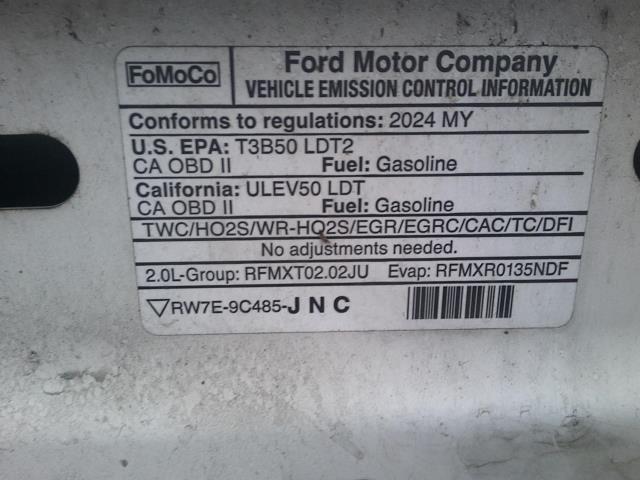 FoMoCo
Ford Motor Company
VEHICLE EMISSION CONTROL INFORMATION
Conforms to regulations: 2024 MY
U.S. EPA: T3B50 LDT2
CA OBD II Fuel: Gasoline
California: ULEV50 LDT
CA OBD II Fuel: Gasoline
TWC/HO2S/WR-HO2S/EGR/EGRC/CAC/TC/DFI
No adjustments needed.
2.0L-Group: RFMXT02.02JU Evap: RFMXR0135NDF
RW7E-9C485-JNC